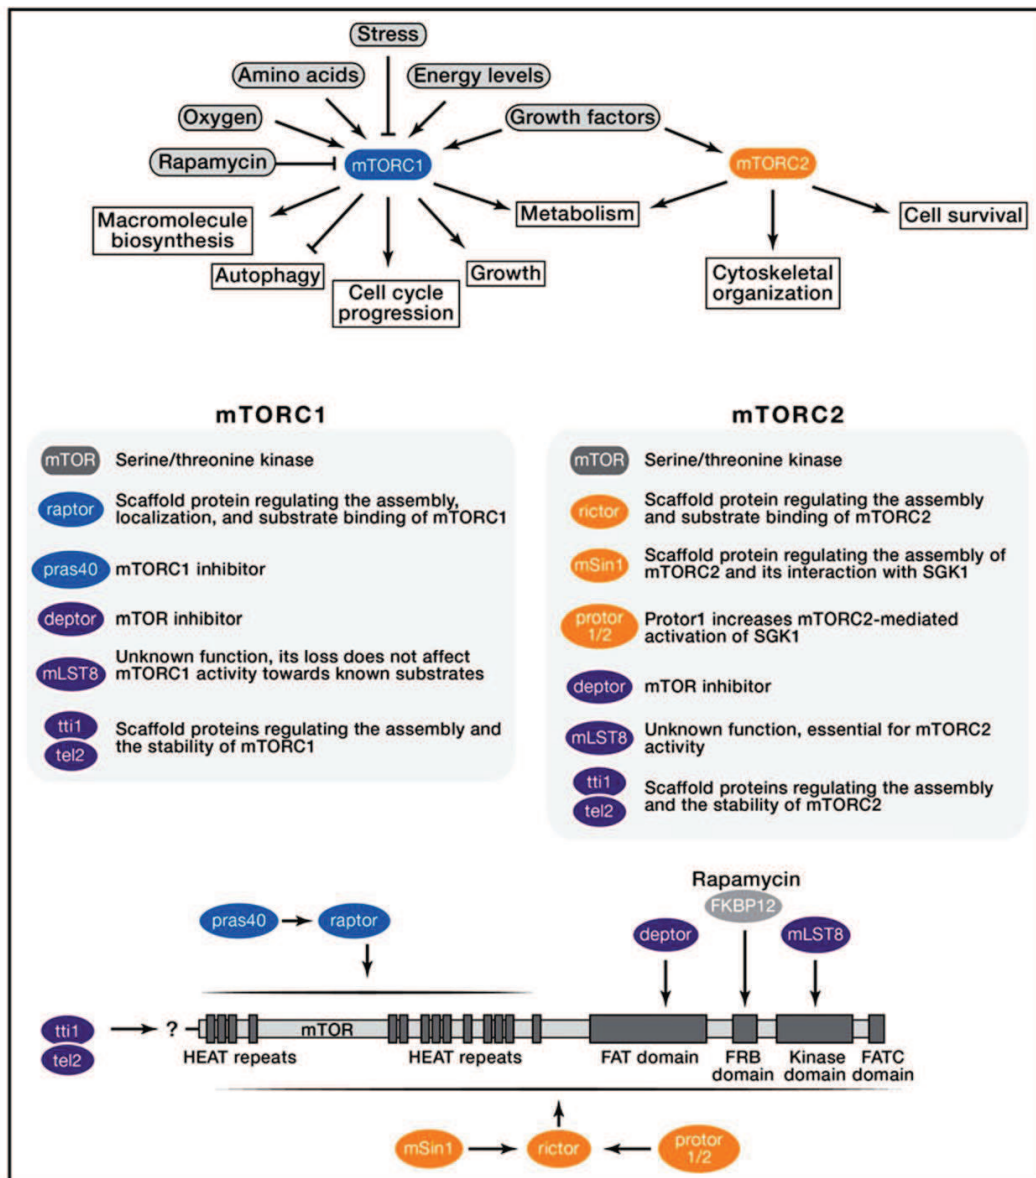 Stress
Amino acids
Energy levels
Oxygen
Growth factors
Rapamycin
mTORC1
mTORC2
Macromolecule
biosynthesis
Autophagy
Cell cycle
progression
Growth
Metabolism
Cytoskeletal
organization
Cell survival
mTORC1
mTOR
Serine/threonine kinase
raptor
Scaffold protein regulating the assembly,
localization, and substrate binding of mTORC1
pras40
mTORC1 inhibitor
deptor
mTOR inhibitor
mLST8
Unknown function, its loss does not affect
mTORC1 activity towards known substrates
tti1
tel2
Scaffold proteins regulating the assembly and
the stability of mTORC1
mTORC2
mTOR
Serine/threonine kinase
rictor
Scaffold protein regulating the assembly
and substrate binding of mTORC2
mSin1
Scaffold protein regulating the assembly of
mTORC2 and its interaction with SGK1
protor
1/2
Protor1 increases mTORC2-mediated
activation of SGK1
deptor
mTOR inhibitor
mLST8
Unknown function, essential for mTORC2
activity
tti1
tel2
Scaffold proteins regulating the assembly
and the stability of mTORC2
pras40
raptor
deptor
Rapamycin
FKBP12
mLST8
tti1
tel2
?
mTOR
HEAT repeats
HEAT repeats
FAT domain
FRB
domain
Kinase
domain
FATC
domain
mSin1
rictor
protor
1/2